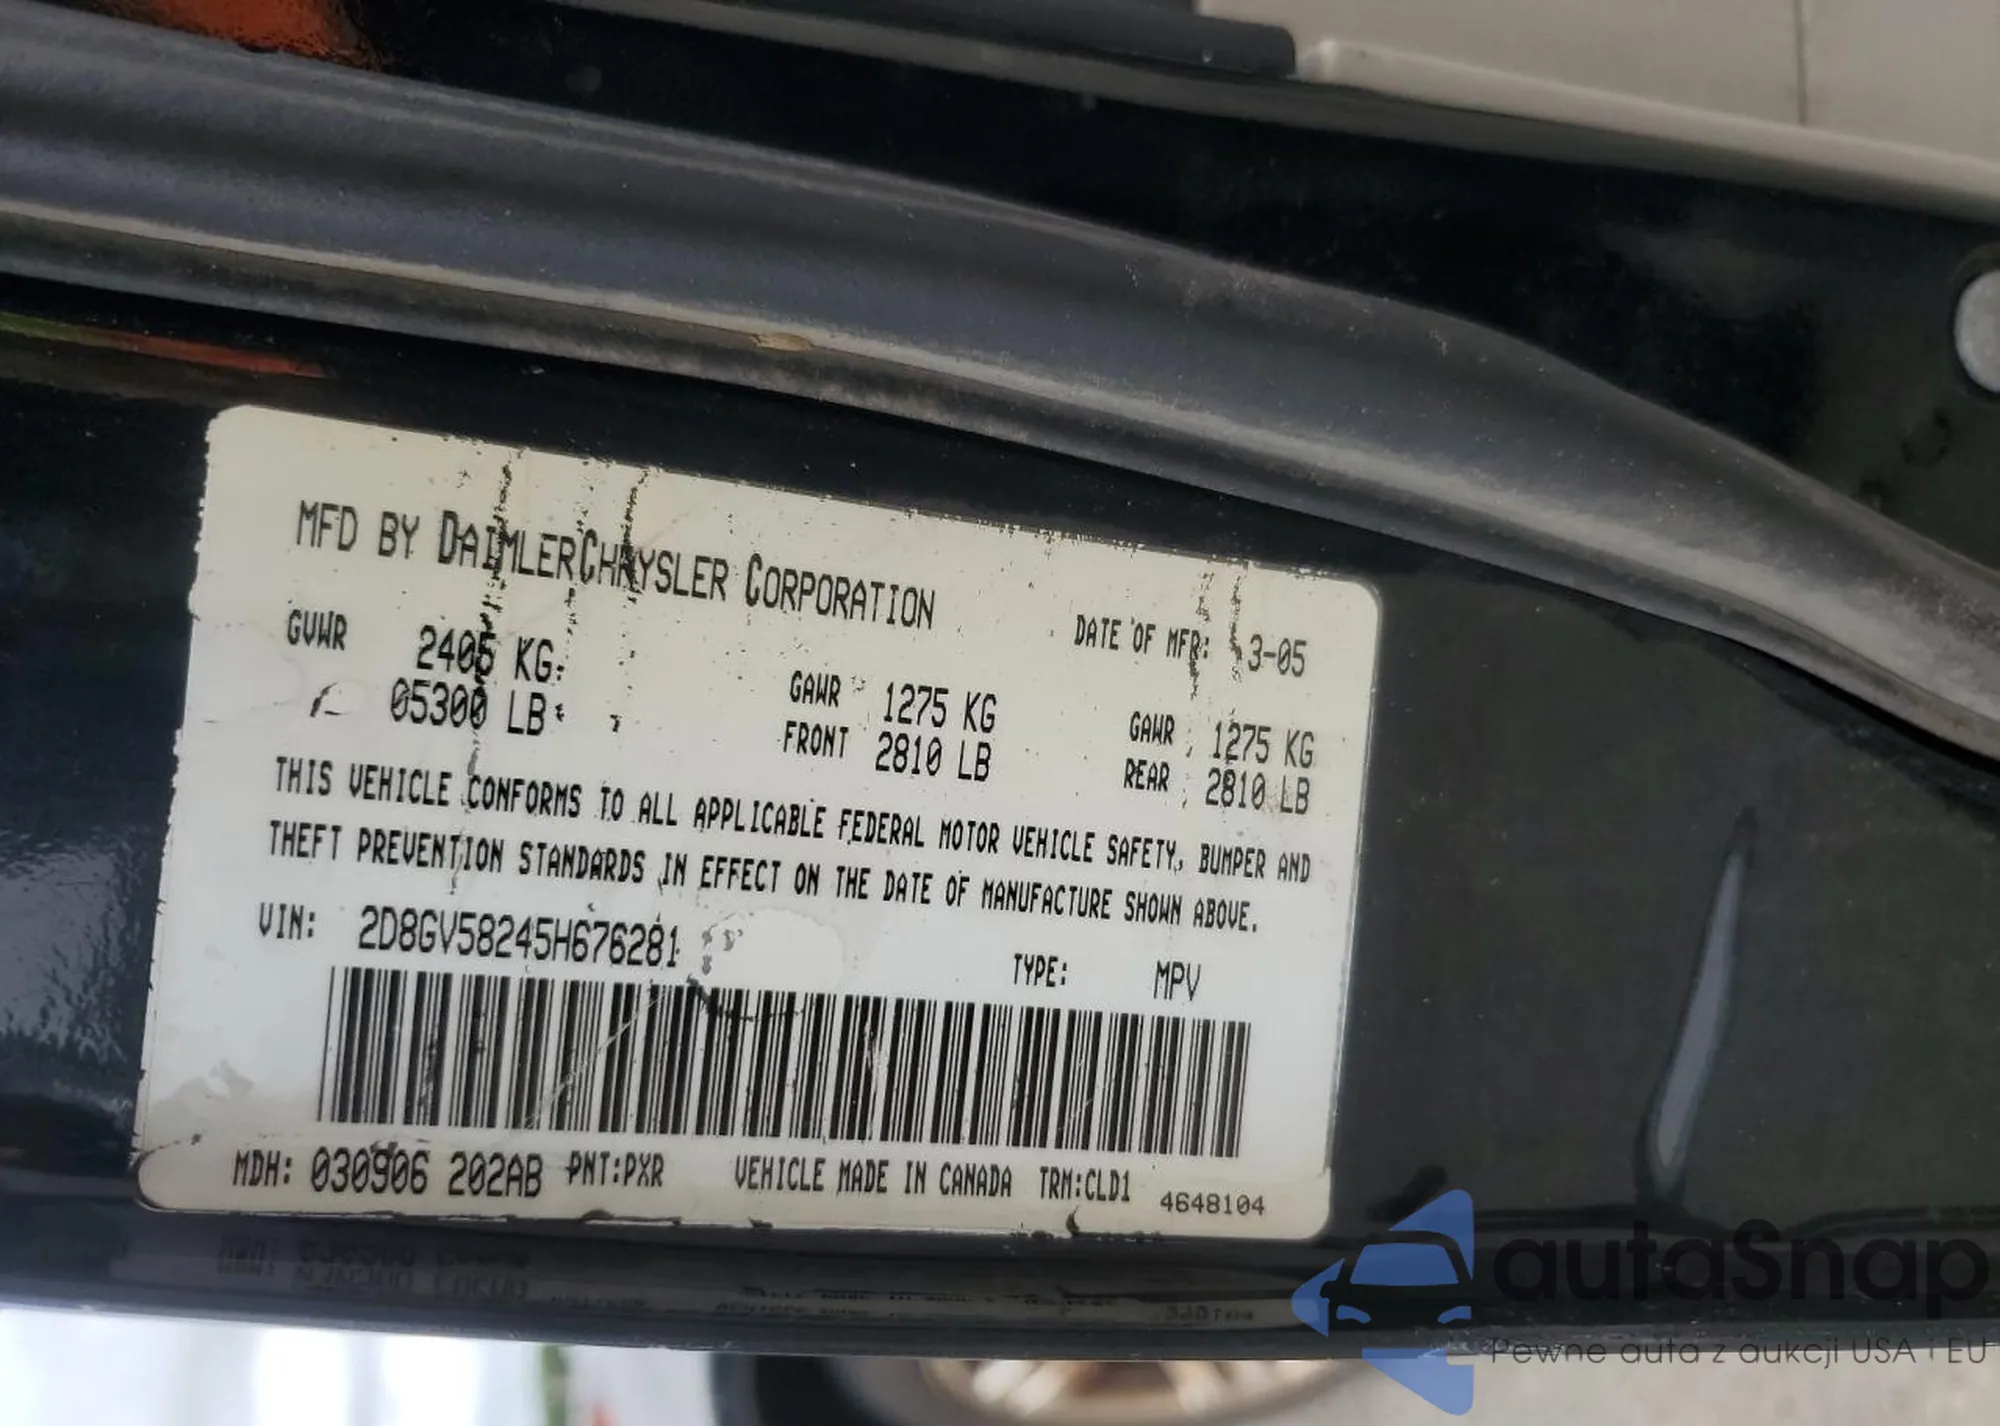 MFD BY DAIMLERCHRYSLER CORPORATION
DATE OF MFR: 3-05
GVWR 2405 KG
05300 LB
GAWR 1275 KG
FRONT 2810 LB
GAWR 1275 KG
REAR 2810 LB
THIS VEHICLE CONFORMS TO ALL APPLICABLE FEDERAL MOTOR VEHICLE SAFETY, BUMPER AND
THEFT PREVENTION STANDARDS IN EFFECT ON THE DATE OF MANUFACTURE SHOWN ABOVE.
VIN: 2D8GV58245H676281
TYPE: MPV
MDH: 030906 202AB PNT:PXR VEHICLE MADE IN CANADA TRM:CLD1 4648104
autaSnap
Pewne auta z aukcji USA i EU